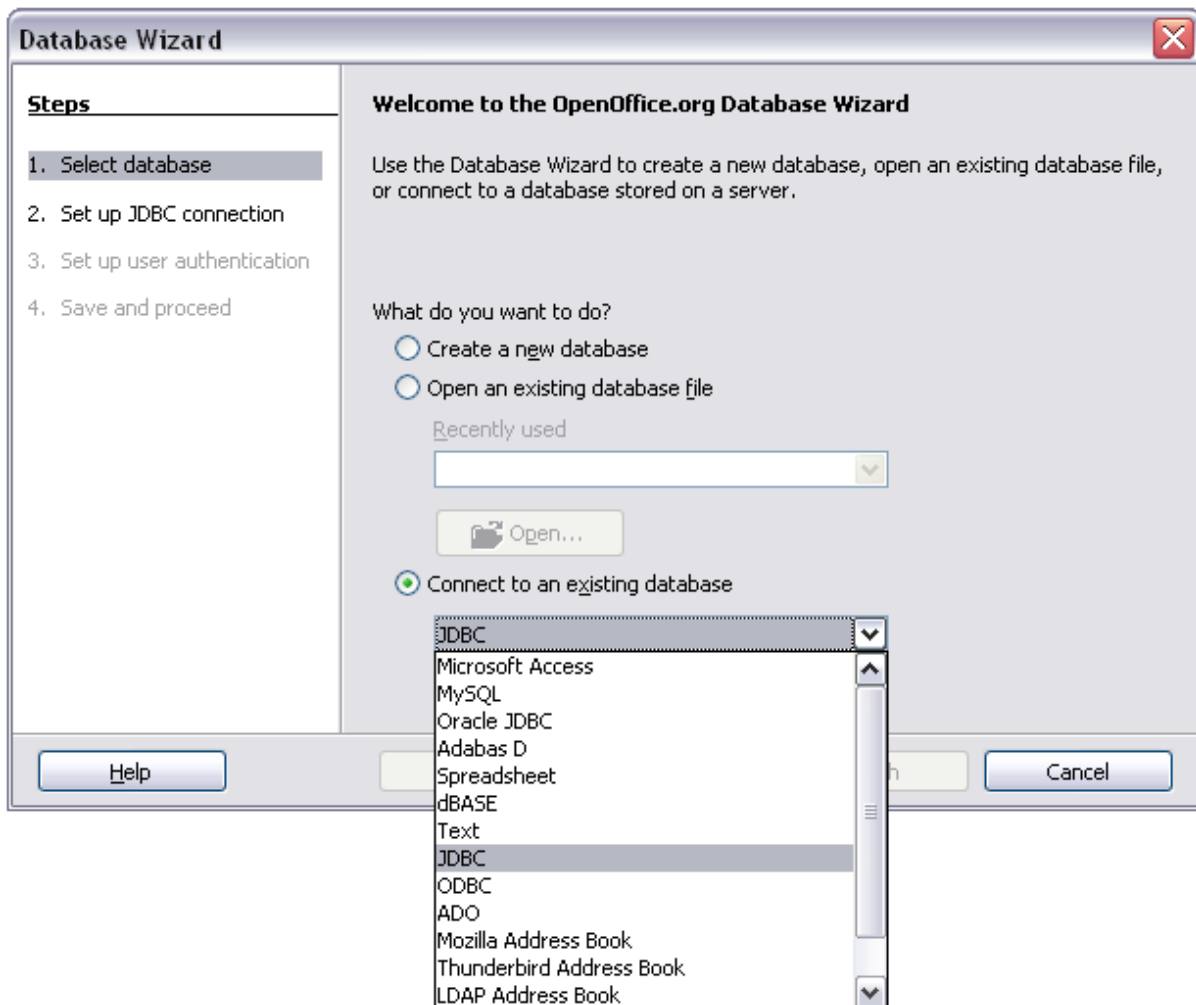 Database Wizard
Steps
1. Select database
2. Set up JDBC connection
3. Set up user authentication
4. Save and proceed
Welcome to the OpenOffice.org Database Wizard
Use the Database Wizard to create a new database, open an existing database file,
or connect to a database stored on a server.
What do you want to do?
Create a new database
Open an existing database file
Recently used
Open...
Connect to an existing database
JDBC
Microsoft Access
MySQL
Oracle JDBC
Adabas D
Spreadsheet
dBASE
Text
JDBC
ODBC
ADO
Mozilla Address Book
Thunderbird Address Book
LDAP Address Book
Help
Cancel